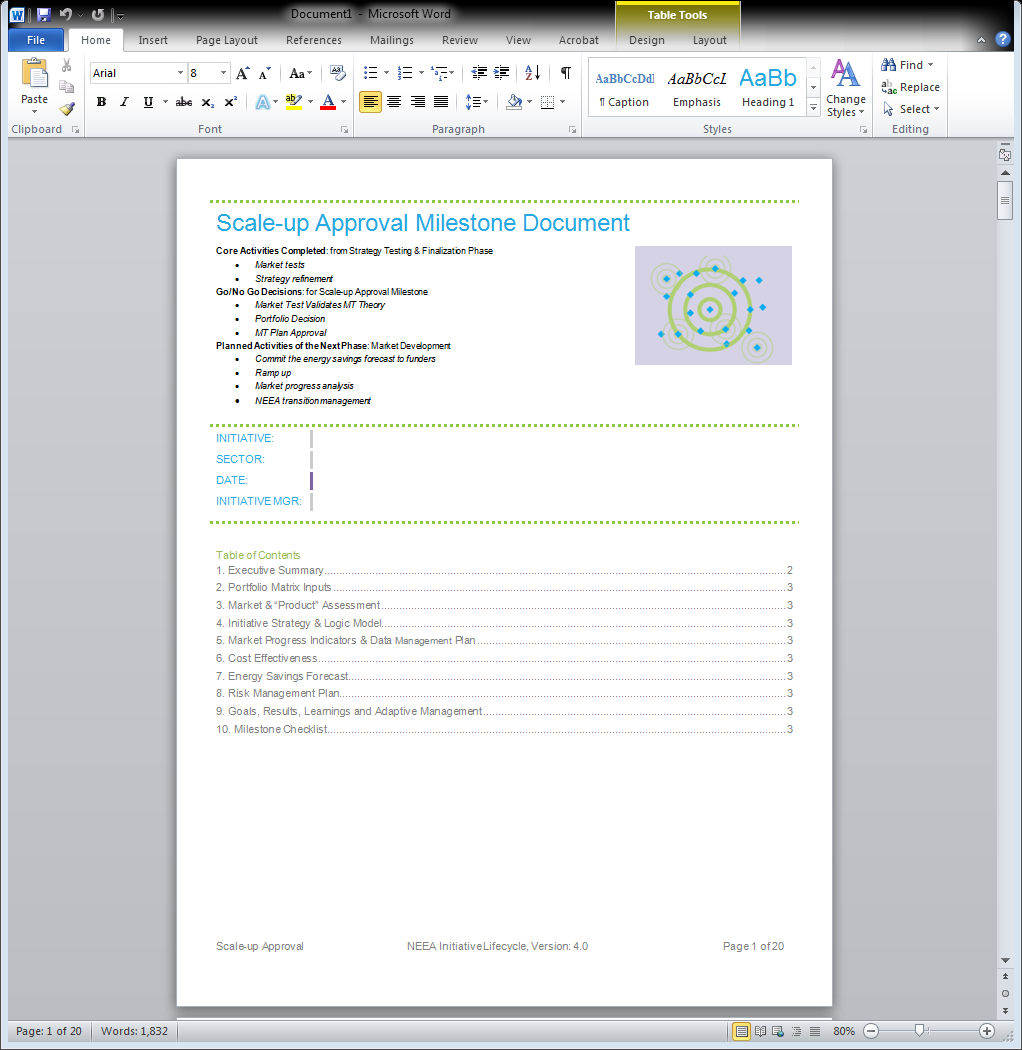 Document1 - Microsoft Word
Table Tools
File Home Insert Page Layout References Mailings Review View Acrobat Design Layout
Paste
Arial 8
Aa
B I U abc x₂ x² A ab A
AaBbCcDd AaBbCcL AaBb
¶ Caption Emphasis Heading 1
Change Styles
Find
Replace
Select
Clipboard Font Paragraph Styles Editing
Scale-up Approval Milestone Document
Core Activities Completed: from Strategy Testing & Finalization Phase
• Market tests
• Strategy refinement
Go/No Go Decisions: for Scale-up Approval Milestone
• Market Test Validates MT Theory
• Portfolio Decision
• MT Plan Approval
Planned Activities of the Next Phase: Market Development
• Commit the energy savings forecast to funders
• Ramp up
• Market progress analysis
• NEEA transition management
INITIATIVE:
SECTOR:
DATE:
INITIATIVE MGR:
Table of Contents
1. Executive Summary 2
2. Portfolio Matrix Inputs 3
3. Market & “Product” Assessment 3
4. Initiative Strategy & Logic Model 3
5. Market Progress Indicators & Data Management Plan 3
6. Cost Effectiveness 3
7. Energy Savings Forecast 3
8. Risk Management Plan 3
9. Goals, Results, Learnings and Adaptive Management 3
10. Milestone Checklist 3
Scale-up Approval NEEA Initiative Lifecycle, Version: 4.0 Page 1 of 20
Page: 1 of 20 Words: 1,832 80%